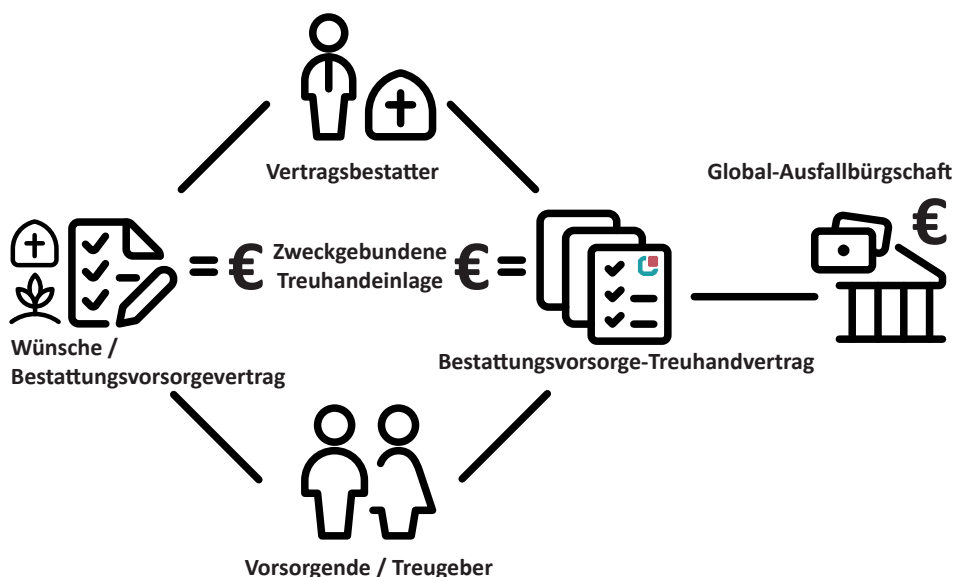 Vertragsbestatter
Global-Ausfallbürgschaft
€
= € Zweckgebundene € =
Treuhandeinlage
Wünsche /
Bestattungsvorsorgevertrag
Bestattungsvorsorge-Treuhandvertrag
Vorsorgende / Treugeber